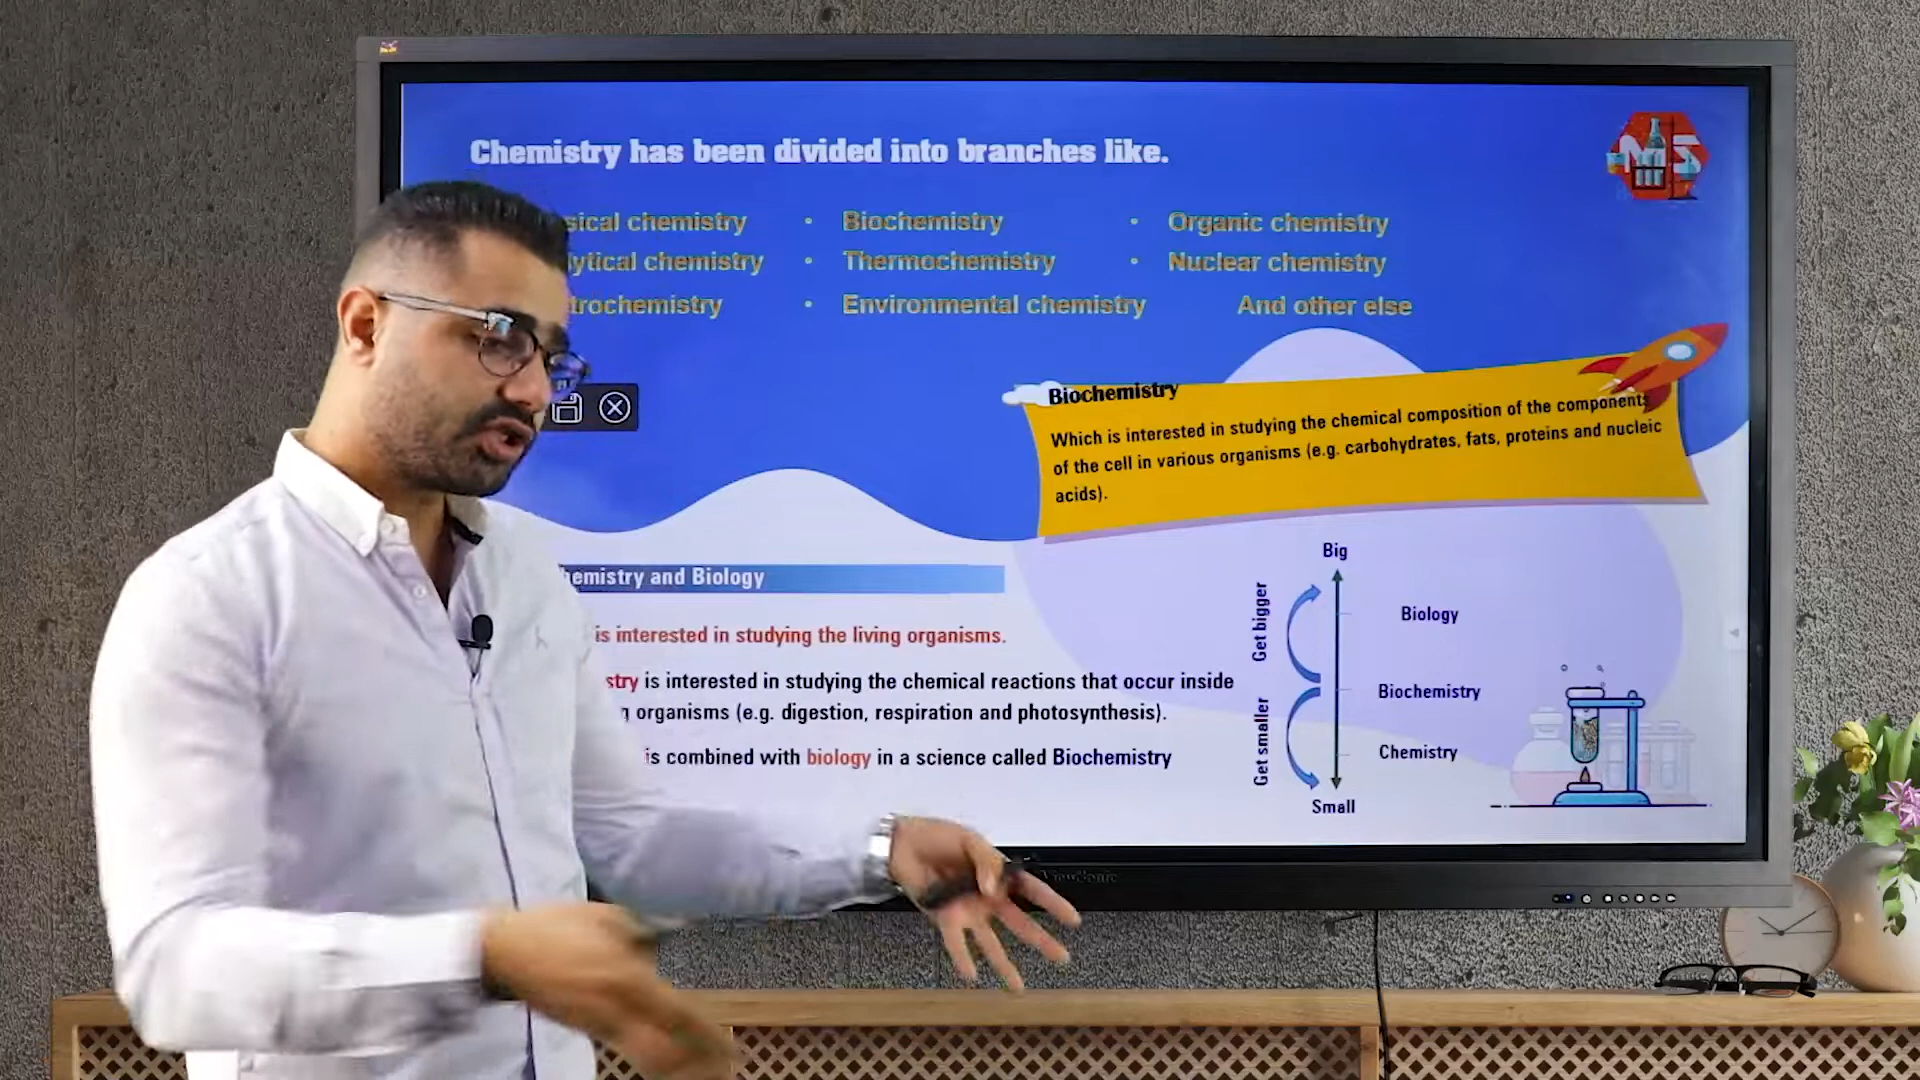 Chemistry has been divided into branches like.
sical chemistry • Biochemistry • Organic chemistry
lytical chemistry • Thermochemistry • Nuclear chemistry
trochemistry • Environmental chemistry And other else
Biochemistry
Which is interested in studying the chemical composition of the components
of the cell in various organisms (e.g. carbohydrates, fats, proteins and nucleic
acids).
hemistry and Biology
is interested in studying the living organisms.
stry is interested in studying the chemical reactions that occur inside
organisms (e.g. digestion, respiration and photosynthesis).
is combined with biology in a science called Biochemistry
Big
Get bigger
Biology
Biochemistry
Get smaller
Chemistry
Small
MS
ViewSonic